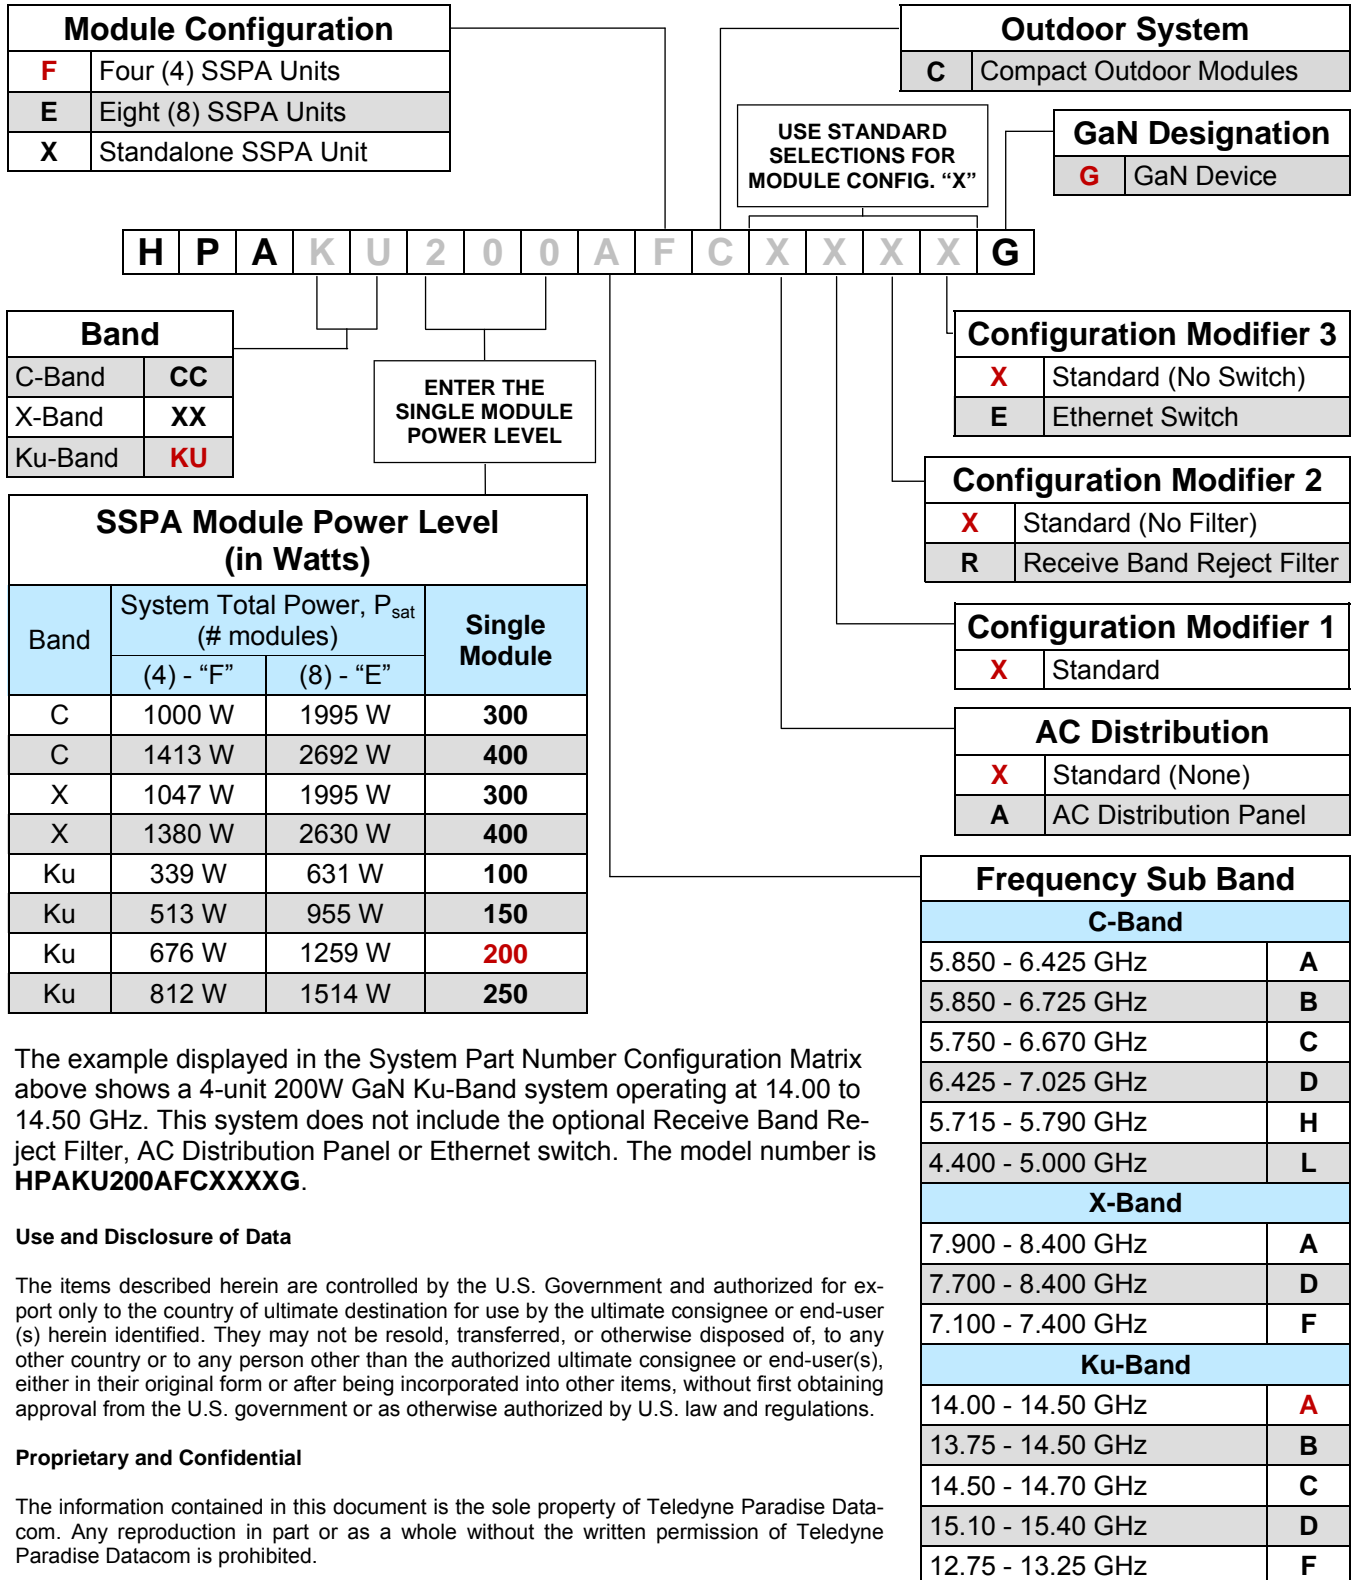 Module Configuration
F Four (4) SSPA Units
E Eight (8) SSPA Units
X Standalone SSPA Unit
Outdoor System
C Compact Outdoor Modules
USE STANDARD
SELECTIONS FOR
MODULE CONFIG. “X”
GaN Designation
G GaN Device
H P A K U 2 0 0 A F C X X X X G
Band
C-Band CC
X-Band XX
Ku-Band KU
ENTER THE
SINGLE MODULE
POWER LEVEL
Configuration Modifier 3
X Standard (No Switch)
E Ethernet Switch
Configuration Modifier 2
X Standard (No Filter)
R Receive Band Reject Filter
Configuration Modifier 1
X Standard
AC Distribution
X Standard (None)
A AC Distribution Panel
SSPA Module Power Level
(in Watts)
Band System Total Power, Psat
(# modules) Single
Module
(4) - “F” (8) - “E”
C 1000 W 1995 W 300
C 1413 W 2692 W 400
X 1047 W 1995 W 300
X 1380 W 2630 W 400
Ku 339 W 631 W 100
Ku 513 W 955 W 150
Ku 676 W 1259 W 200
Ku 812 W 1514 W 250
Frequency Sub Band
C-Band
5.850 - 6.425 GHz A
5.850 - 6.725 GHz B
5.750 - 6.670 GHz C
6.425 - 7.025 GHz D
5.715 - 5.790 GHz H
4.400 - 5.000 GHz L
X-Band
7.900 - 8.400 GHz A
7.700 - 8.400 GHz D
7.100 - 7.400 GHz F
Ku-Band
14.00 - 14.50 GHz A
13.75 - 14.50 GHz B
14.50 - 14.70 GHz C
15.10 - 15.40 GHz D
12.75 - 13.25 GHz F
The example displayed in the System Part Number Configuration Matrix
above shows a 4-unit 200W GaN Ku-Band system operating at 14.00 to
14.50 GHz. This system does not include the optional Receive Band Re-
ject Filter, AC Distribution Panel or Ethernet switch. The model number is
HPAKU200AFCXXXXG.
Use and Disclosure of Data
The items described herein are controlled by the U.S. Government and authorized for ex-
port only to the country of ultimate destination for use by the ultimate consignee or end-user
(s) herein identified. They may not be resold, transferred, or otherwise disposed of, to any
other country or to any person other than the authorized ultimate consignee or end-user(s),
either in their original form or after being incorporated into other items, without first obtaining
approval from the U.S. government or as otherwise authorized by U.S. law and regulations.
Proprietary and Confidential
The information contained in this document is the sole property of Teledyne Paradise Data-
com. Any reproduction in part or as a whole without the written permission of Teledyne
Paradise Datacom is prohibited.